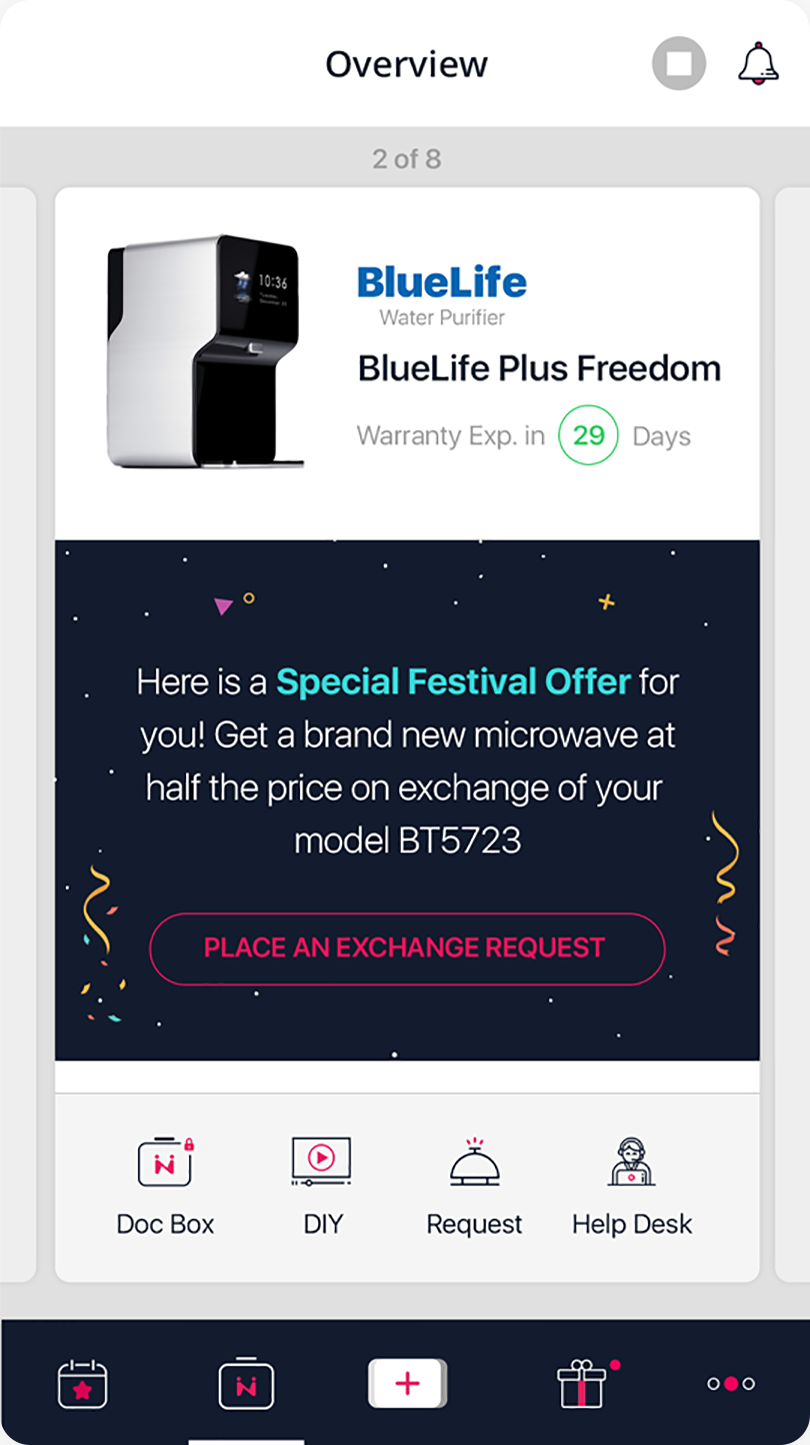 Overview
2 of 8
10:36
Tuesday,
December
BlueLife
Water Purifier
BlueLife Plus Freedom
Warranty Exp. in 29 Days
Here is a Special Festival Offer for
you! Get a brand new microwave at
half the price on exchange of your
model BT5723
PLACE AN EXCHANGE REQUEST
Doc Box
DIY
Request
Help Desk